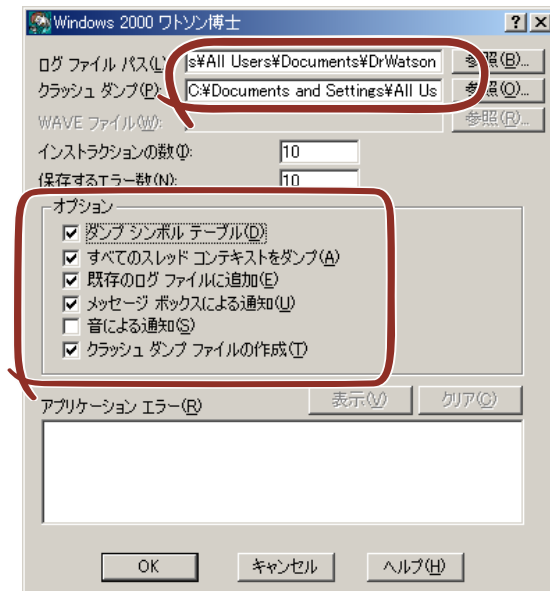 Windows 2000 ワトソン博士
ログ ファイル パス(L): s¥All Users¥Documents¥DrWatson 参照(B)...
クラッシュ ダンプ(P): C:¥Documents and Settings¥All Us 参照(O)...
WAVE ファイル(W): 参照(R)...
インストラクションの数(I): 10
保存するエラー数(N): 10
オプション
ダンプ シンボル テーブル(D)
すべてのスレッド コンテキストをダンプ(A)
既存のログ ファイルに追加(E)
メッセージ ボックスによる通知(U)
音による通知(S)
クラッシュ ダンプ ファイルの作成(T)
アプリケーション エラー(R) 表示(V) クリア(C)
OK キャンセル ヘルプ(H)